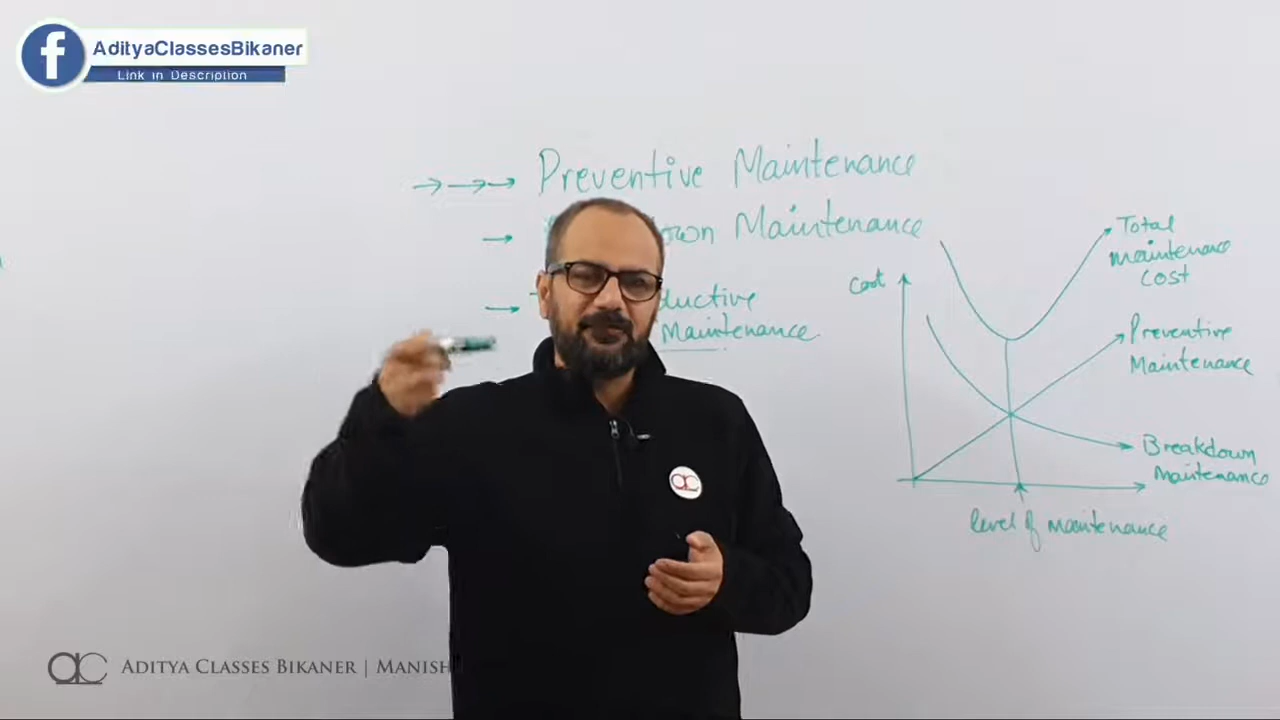 AdityaClassesBikaner
Link in Description
Preventive Maintenance
Maintenance
Maintenance
Cost
Total
maintenance
cost
Preventive
Maintenance
Breakdown
Maintenance
level of maintenance
ac
ADITYA CLASSES BIKANER | MANISH